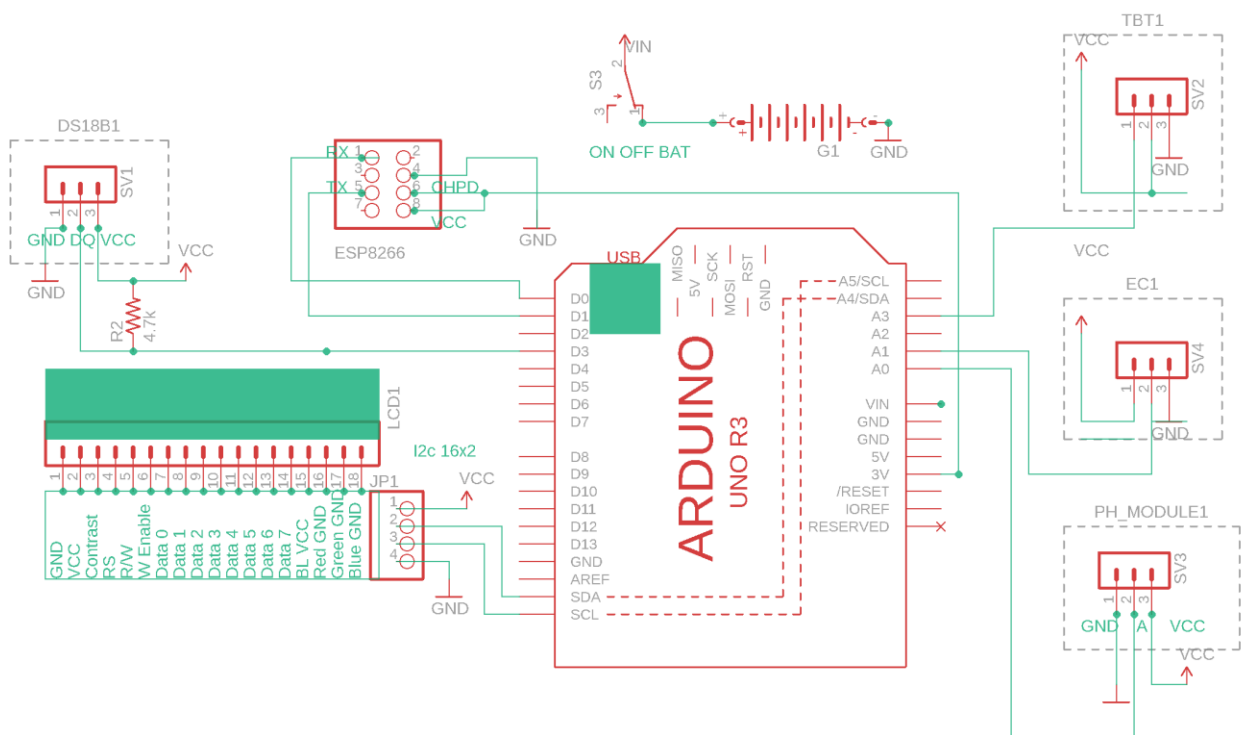 TBT1
VCC
SV2
1
2
3
GND
VIN
S3
2
3
1
ON OFF BAT
+
+
-
-
G1
GND
DS18B1
SV1
1
2
3
GND DQ VCC
GND
VCC
R2
4.7k
RX
TX
1
2
3
4
5
6
7
8
CHPD
VCC
ESP8266
GND
USB
MISO
5V
SCK
MOSI
RST
GND
ARDUINO
UNO R3
D0
D1
D2
D3
D4
D5
D6
D7
D8
D9
D10
D11
D12
D13
GND
AREF
SDA
SCL
A5/SCL
A4/SDA
A3
A2
A1
A0
VIN
GND
GND
5V
3V
/RESET
IOREF
RESERVED
VCC
EC1
SV4
1
2
3
GND
LCD1
I2c 16x2
1
2
3
4
5
6
7
8
9
10
11
12
13
14
15
16
17
18
GND
VCC
Contrast
RS
R/W
W Enable
Data 0
Data 1
Data 2
Data 3
Data 4
Data 5
Data 6
Data 7
BL VCC
Red GND
Green GND
Blue GND
JP1
1
2
3
4
VCC
GND
PH_MODULE1
SV3
1
2
3
GND A VCC
VCC